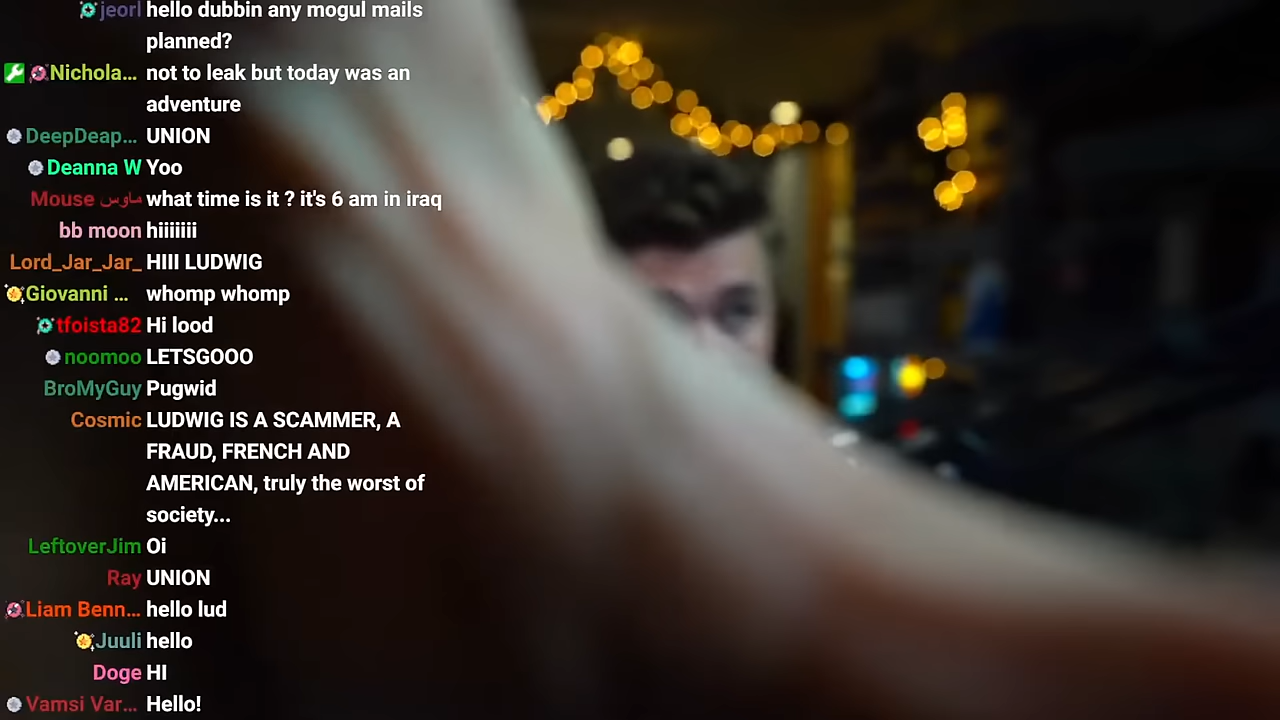 jeorl hello dubbin any mogul mails
planned?
Nichola... not to leak but today was an
adventure
DeepDeap... UNION
Deanna W Yoo
Mouse ماوس what time is it ? it's 6 am in iraq
bb moon hiiiiiii
Lord_Jar_Jar_ HIII LUDWIG
Giovanni ... whomp whomp
tfoista82 Hi lood
noomoo LETSGOOO
BroMyGuy Pugwid
Cosmic LUDWIG IS A SCAMMER, A
FRAUD, FRENCH AND
AMERICAN, truly the worst of
society...
LeftoverJim Oi
Ray UNION
Liam Benn... hello lud
Juuli hello
Doge HI
Vamsi Var... Hello!